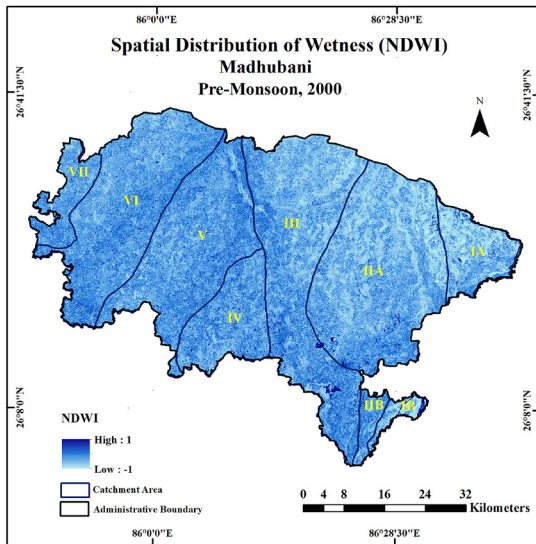 86°0'0"E 86°28'30"E
Spatial Distribution of Wetness (NDWI)
Madhubani
Pre-Monsoon, 2000
26°41'30"N 26°41'30"N
N
VII
VI
V
III
IIA
IA
IV
IIB IB
26°8'0"N 26°8'0"N
NDWI
High : 1
Low : -1
Catchment Area
Administrative Boundary
0 4 8 16 24 32
Kilometers
86°0'0"E 86°28'30"E